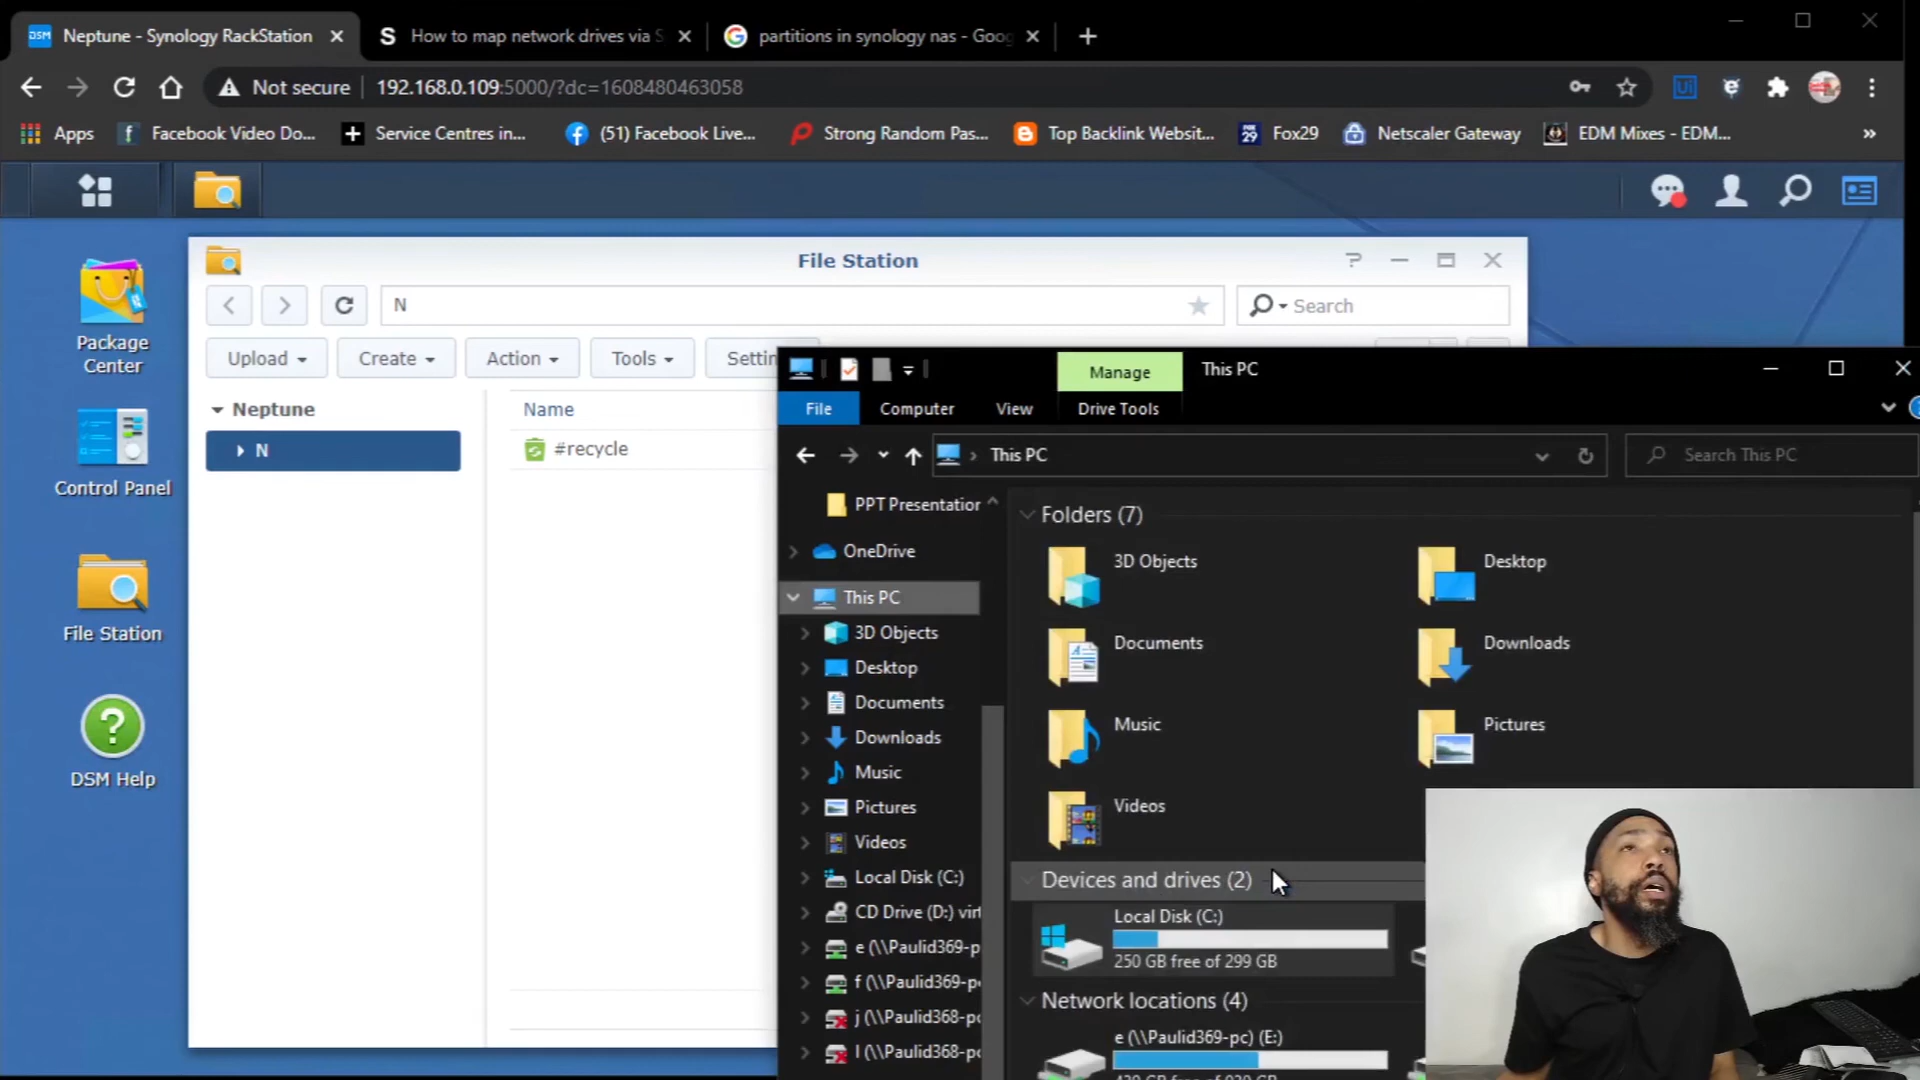 DSM Neptune - Synology RackStation
S How to map network drives via S
G partitions in synology nas - Goog
Not secure 192.168.0.109:5000/?dc=1608480463058
Ui
Apps
f Facebook Video Do...
Service Centres in...
(51) Facebook Live...
Strong Random Pas...
Top Backlink Website...
29 Fox29
Netscaler Gateway
EDM Mixes - EDM...
»
Package
Center
Control Panel
File Station
?
DSM Help
File Station
?
N
Search
Upload
Create
Action
Tools
Settin
Neptune
N
Name
#recycle
Manage
This PC
File
Computer
View
Drive Tools
This PC
Search This PC
PPT Presentation
OneDrive
This PC
3D Objects
Desktop
Documents
Downloads
Music
Pictures
Videos
Local Disk (C:)
CD Drive (D:) virt
e (\\Paulid369-p
f (\\Paulid369-p
j (\\Paulid368-p
l (\\Paulid368-p
Folders (7)
3D Objects
Desktop
Documents
Downloads
Music
Pictures
Videos
Devices and drives (2)
Local Disk (C:)
250 GB free of 299 GB
Network locations (4)
e (\\Paulid369-pc) (E:)